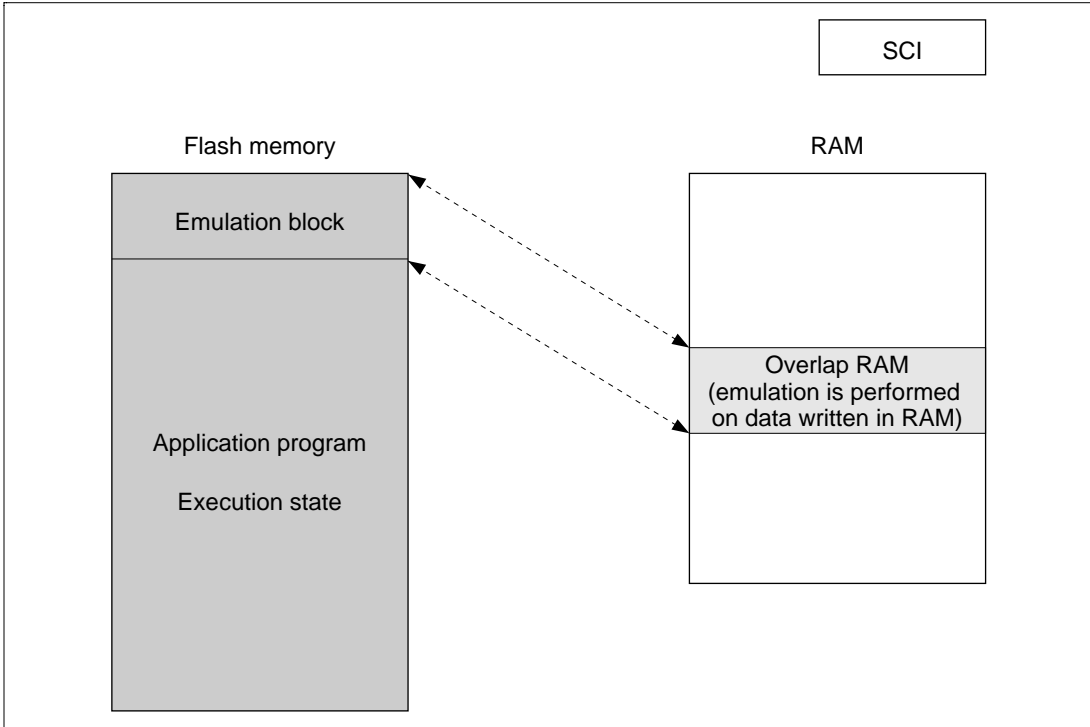 SCI
Flash memory
RAM
Emulation block
Overlap RAM
(emulation is performed
on data written in RAM)
Application program
Execution state